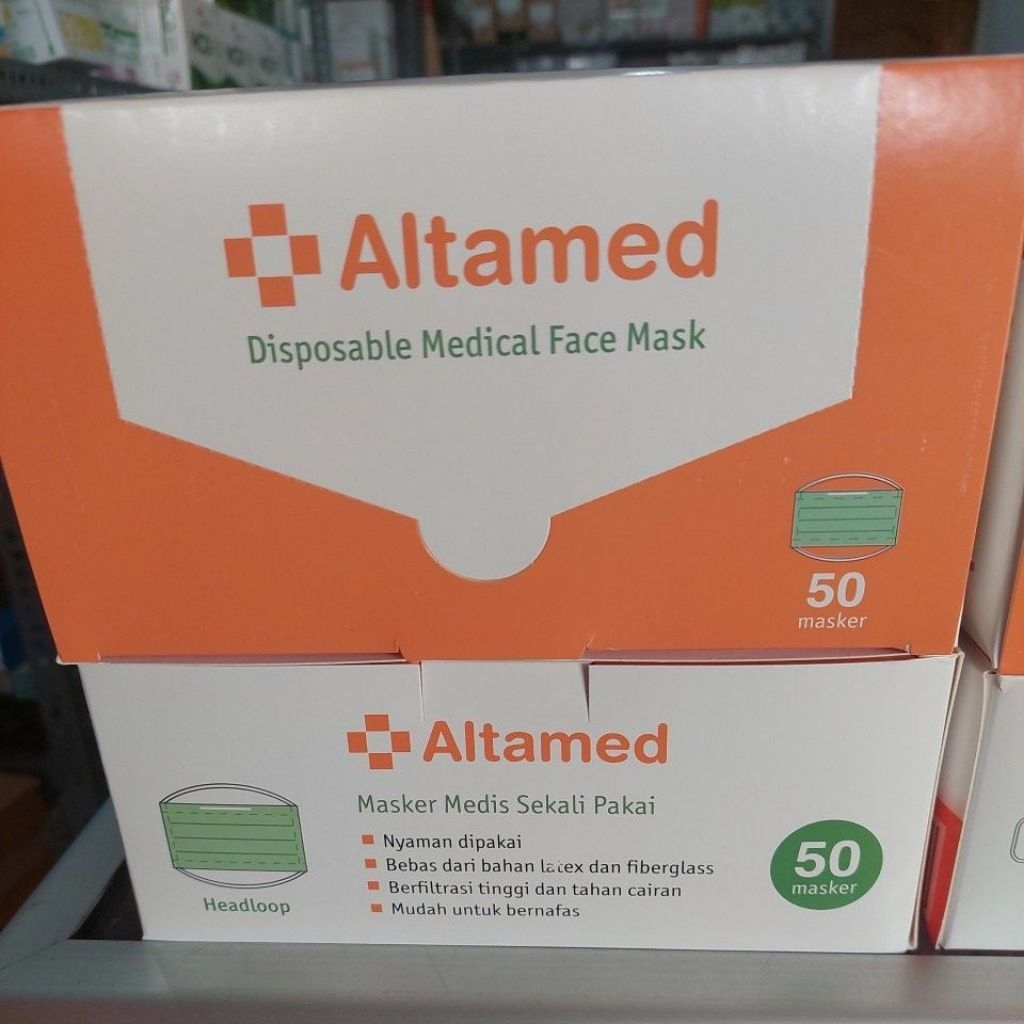 Altamed
Disposable Medical Face Mask
50
masker
Altamed
Masker Medis Sekali Pakai
Nyaman dipakai
Bebas dari bahan latex dan fiberglass
Berfiltrasi tinggi dan tahan cairan
Mudah untuk bernafas
Headloop
50
masker